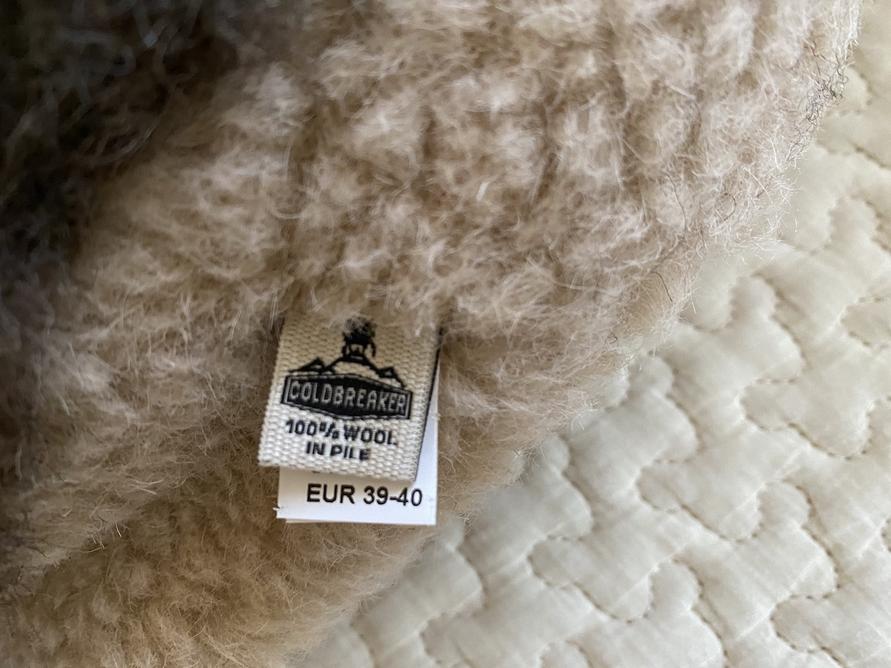 COLDBREAKER
100% WOOL
IN PILE
EUR 39-40